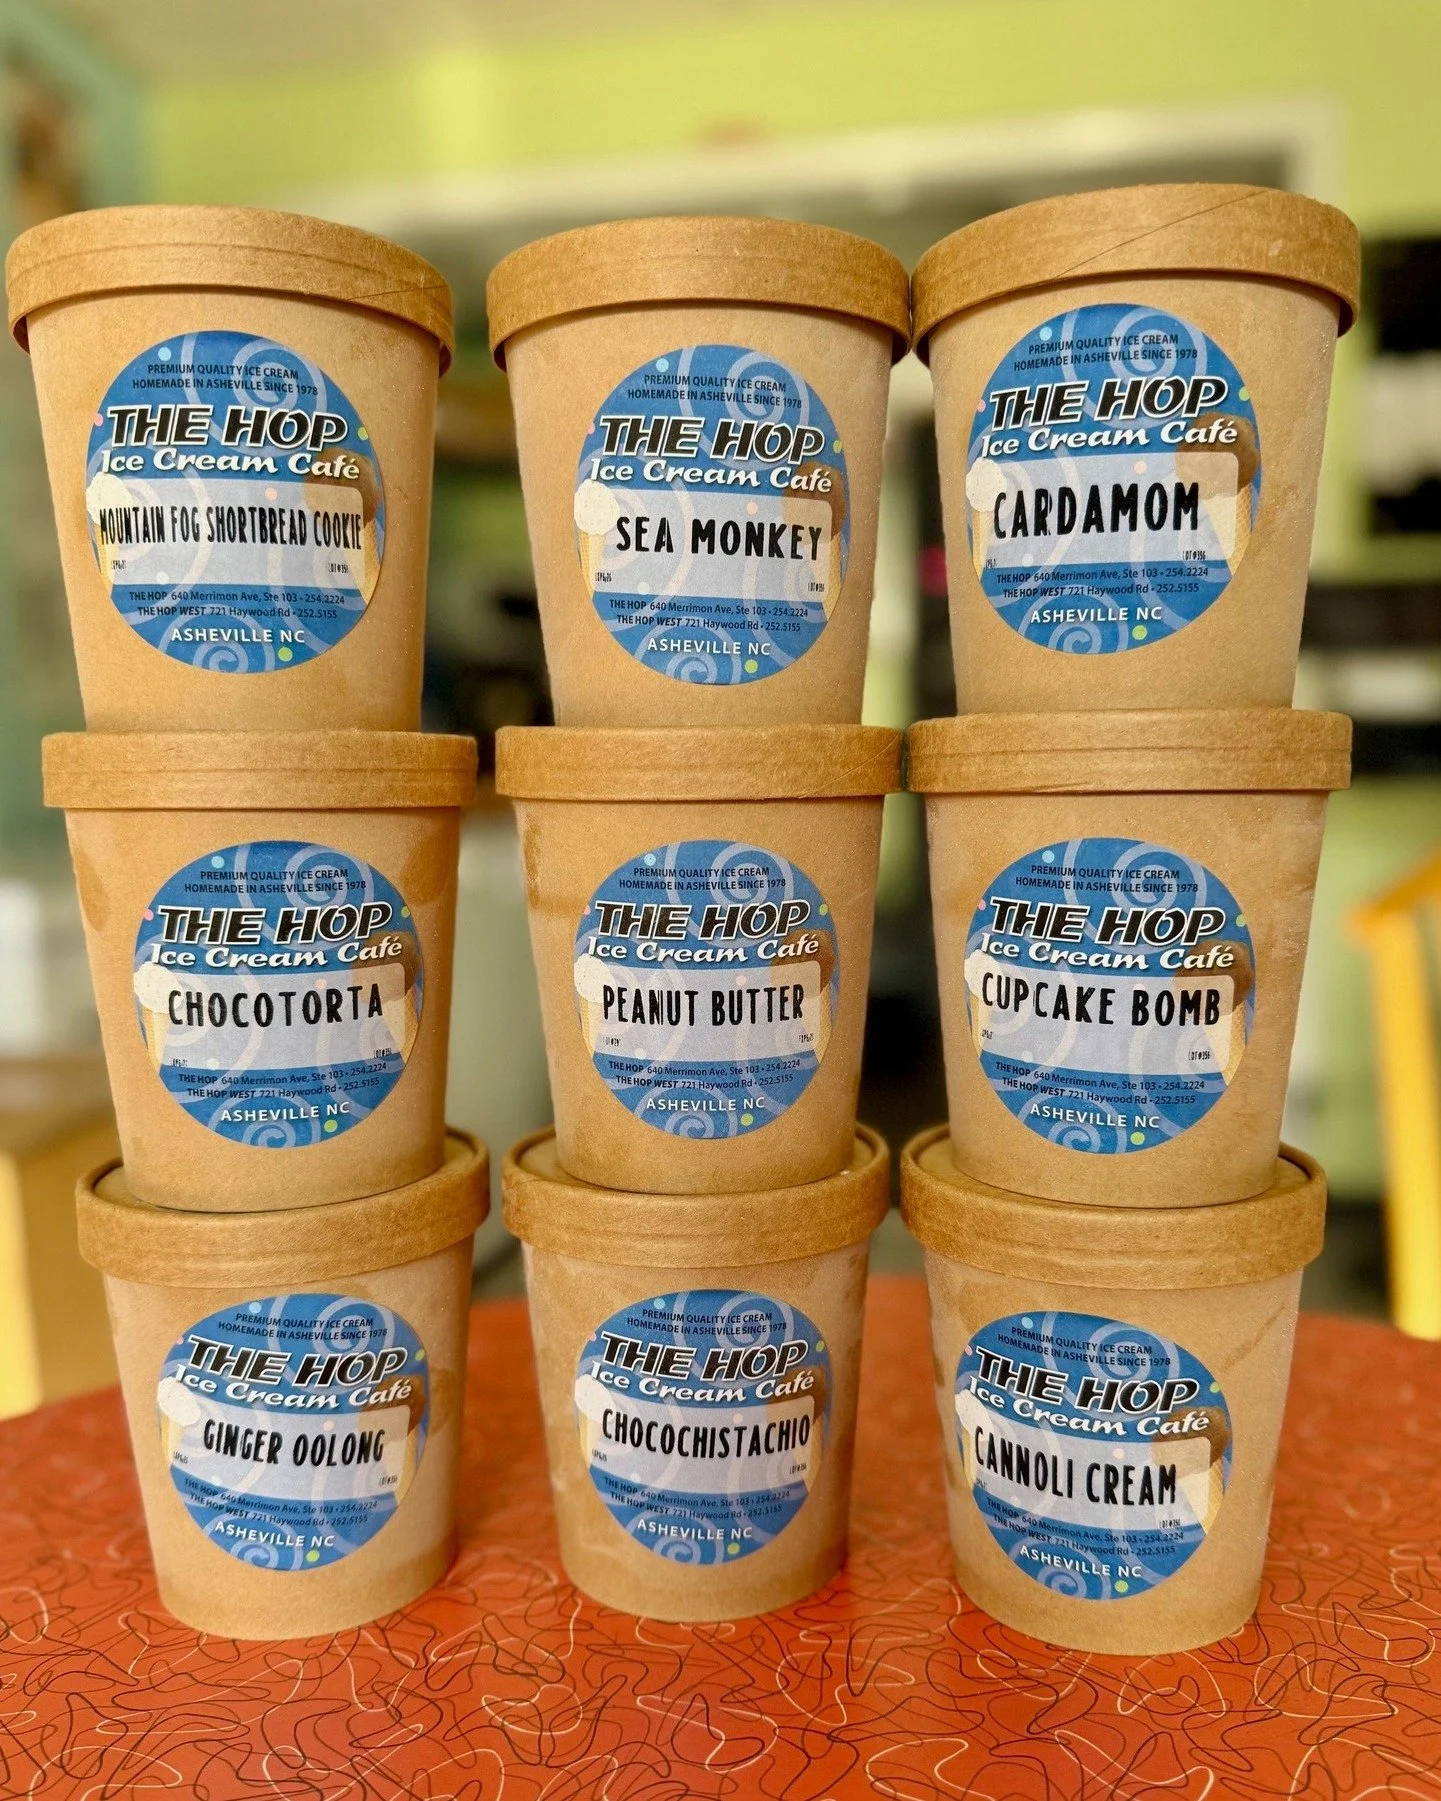 PREMIUM QUALITY ICE CREAM
HOMEMADE IN ASHEVILLE SINCE 1978
THE HOP
Ice Cream Café
MOUNTAIN FOG SHORTBREAD COOKIE
THE HOP 640 Merrimon Ave, Ste 103 • 254.2224
THE HOP WEST 721 Haywood Rd • 252.5155
ASHEVILLE NC
PREMIUM QUALITY ICE CREAM
HOMEMADE IN ASHEVILLE SINCE 1978
THE HOP
Ice Cream Café
SEA MONKEY
THE HOP 640 Merrimon Ave, Ste 103 • 254.2224
THE HOP WEST 721 Haywood Rd • 252.5155
ASHEVILLE NC
PREMIUM QUALITY ICE CREAM
HOMEMADE IN ASHEVILLE SINCE 1978
THE HOP
Ice Cream Café
CARDAMOM
LOT#356
THE HOP 640 Merrimon Ave, Ste 103 • 254.2224
THE HOP WEST 721 Haywood Rd • 252.5155
ASHEVILLE NC
PREMIUM QUALITY ICE CREAM
HOMEMADE IN ASHEVILLE SINCE 1978
THE HOP
Ice Cream Café
CHOCOTORTA
THE HOP 640 Merrimon Ave, Ste 103 • 254.2224
THE HOP WEST 721 Haywood Rd • 252.5155
ASHEVILLE NC
PREMIUM QUALITY ICE CREAM
HOMEMADE IN ASHEVILLE SINCE 1978
THE HOP
Ice Cream Café
PEANUT BUTTER
THE HOP 640 Merrimon Ave, Ste 103 • 254.2224
THE HOP WEST 721 Haywood Rd • 252.5155
ASHEVILLE NC
PREMIUM QUALITY ICE CREAM
HOMEMADE IN ASHEVILLE SINCE 1978
THE HOP
Ice Cream Café
CUPCAKE BOMB
LOT#356
THE HOP 640 Merrimon Ave, Ste 103 • 254.2224
THE HOP WEST 721 Haywood Rd • 252.5155
ASHEVILLE NC
PREMIUM QUALITY ICE CREAM
HOMEMADE IN ASHEVILLE SINCE 1978
THE HOP
Ice Cream Café
GINGER OOLONG
THE HOP 640 Merrimon Ave, Ste 103 • 254.2224
THE HOP WEST 721 Haywood Rd • 252.5155
ASHEVILLE NC
PREMIUM QUALITY ICE CREAM
HOMEMADE IN ASHEVILLE SINCE 1978
THE HOP
Ice Cream Café
CHOCOCHISTACHIO
THE HOP 640 Merrimon Ave, Ste 103 • 254.2224
THE HOP WEST 721 Haywood Rd • 252.5155
ASHEVILLE NC
PREMIUM QUALITY ICE CREAM
HOMEMADE IN ASHEVILLE SINCE 1978
THE HOP
Ice Cream Café
CANNOLI CREAM
THE HOP 640 Merrimon Ave, Ste 103 • 254.2224
THE HOP WEST 721 Haywood Rd • 252.5155
ASHEVILLE NC